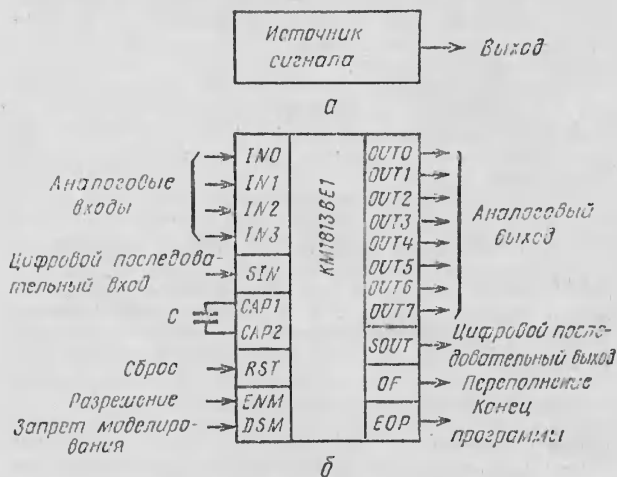 Источник
сигнала
Выход
а
Аналоговые
входы
IN0
IN1
IN2
IN3
Цифровой последова-
тельный вход
SIN
C
CAP1
CAP2
Сброс
RST
Разрешение
ENM
Запрет моделиро-
вания
DSM
КМ1813ВЕ1
OUT0
OUT1
OUT2
OUT3
OUT4
OUT5
OUT6
OUT7
Аналоговый
выход
SOUT
Цифровой после-
довательный выход
OF
Переполнение
EOP
Конец
программы
б